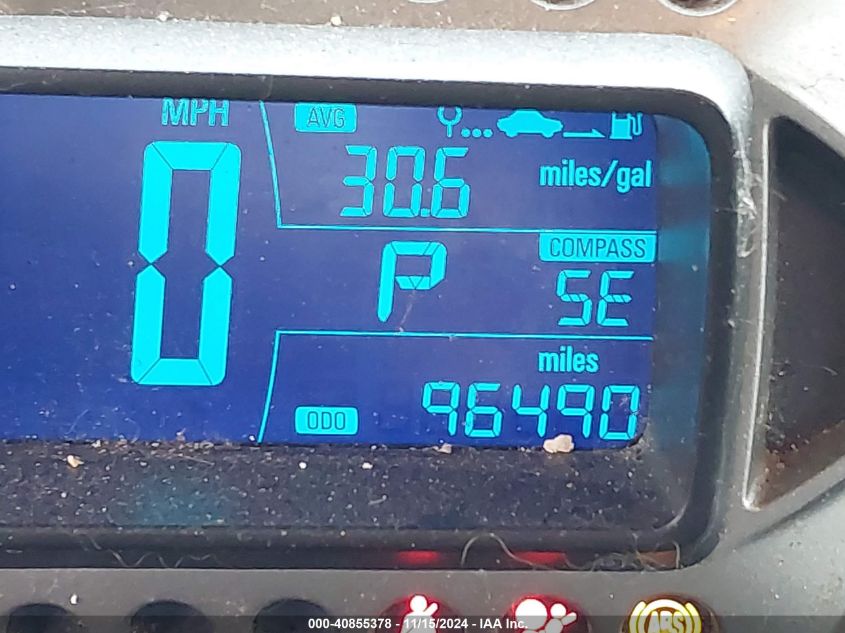 MPH
AVG
0
30.6 miles/gal
COMPASS
P SE
miles
ODO 96490
ABS
000-40855378 - 11/15/2024 - IAA Inc.